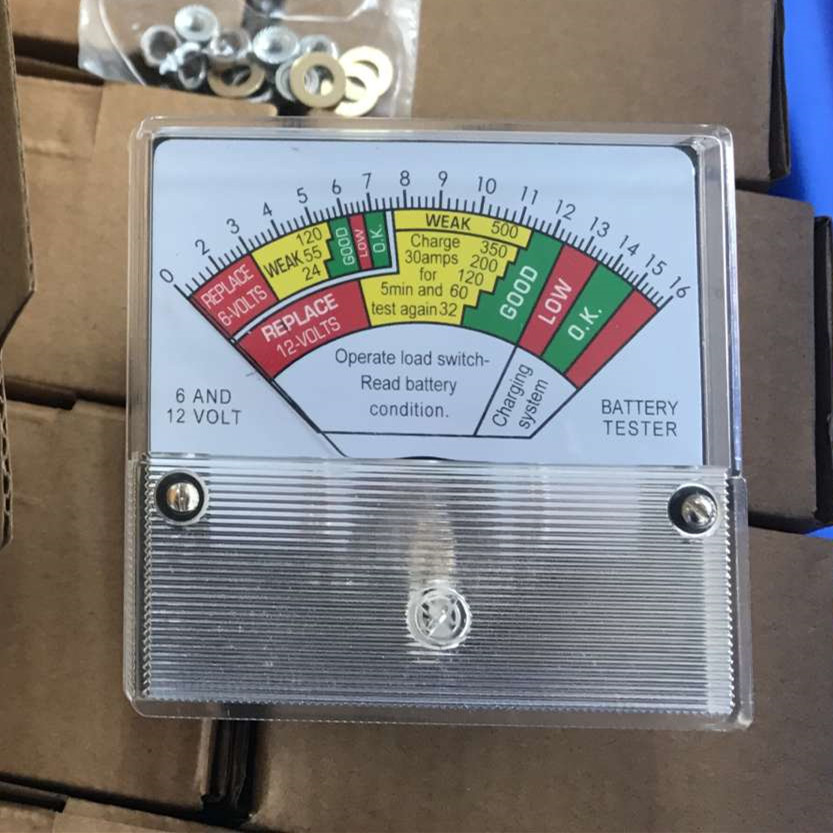 0 2 3 4 5 6 7 8 9 10 11 12 13 14 15 16
REPLACE
6-VOLTS
WEAK
120
55
24
GOOD
LOW
O.K.
WEAK 500
Charge 350
30amps 200
for 120
5min and 60
test again 32
REPLACE
12-VOLTS
GOOD
LOW
O.K.
Operate load switch-
Read battery
condition.
Charging
system
6 AND
12 VOLT
BATTERY
TESTER